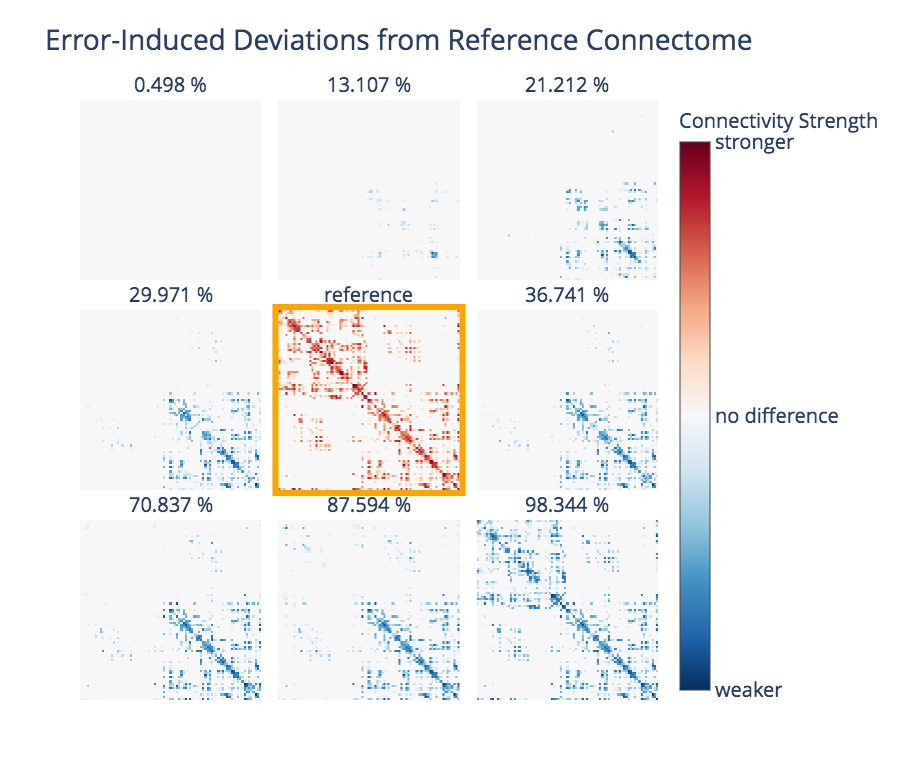 Error-Induced Deviations from Reference Connectome
0.498 %
13.107 %
21.212 %
Connectivity Strength
stronger
29.971 %
reference
36.741 %
no difference
70.837 %
87.594 %
98.344 %
weaker